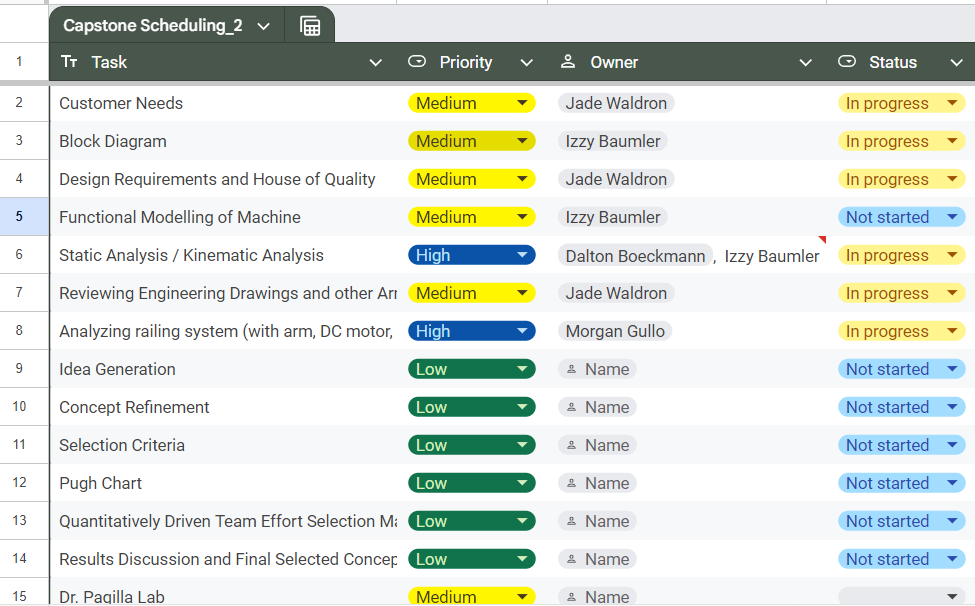 Capstone Scheduling_2
1 Tт Task Priority Owner Status
2 Customer Needs Medium Jade Waldron In progress
3 Block Diagram Medium Izzy Baumler In progress
4 Design Requirements and House of Quality Medium Jade Waldron In progress
5 Functional Modelling of Machine Medium Izzy Baumler Not started
6 Static Analysis / Kinematic Analysis High Dalton Boeckmann , Izzy Baumler In progress
7 Reviewing Engineering Drawings and other Medium Jade Waldron In progress
8 Analyzing railing system (with arm, DC motor, High Morgan Gullo In progress
9 Idea Generation Low Name Not started
10 Concept Refinement Low Name Not started
11 Selection Criteria Low Name Not started
12 Pugh Chart Low Name Not started
13 Quantitatively Driven Team Effort Selection Low Name Not started
14 Results Discussion and Final Selected Concep Low Name Not started
15 Dr. Pagilla Lab Medium Name